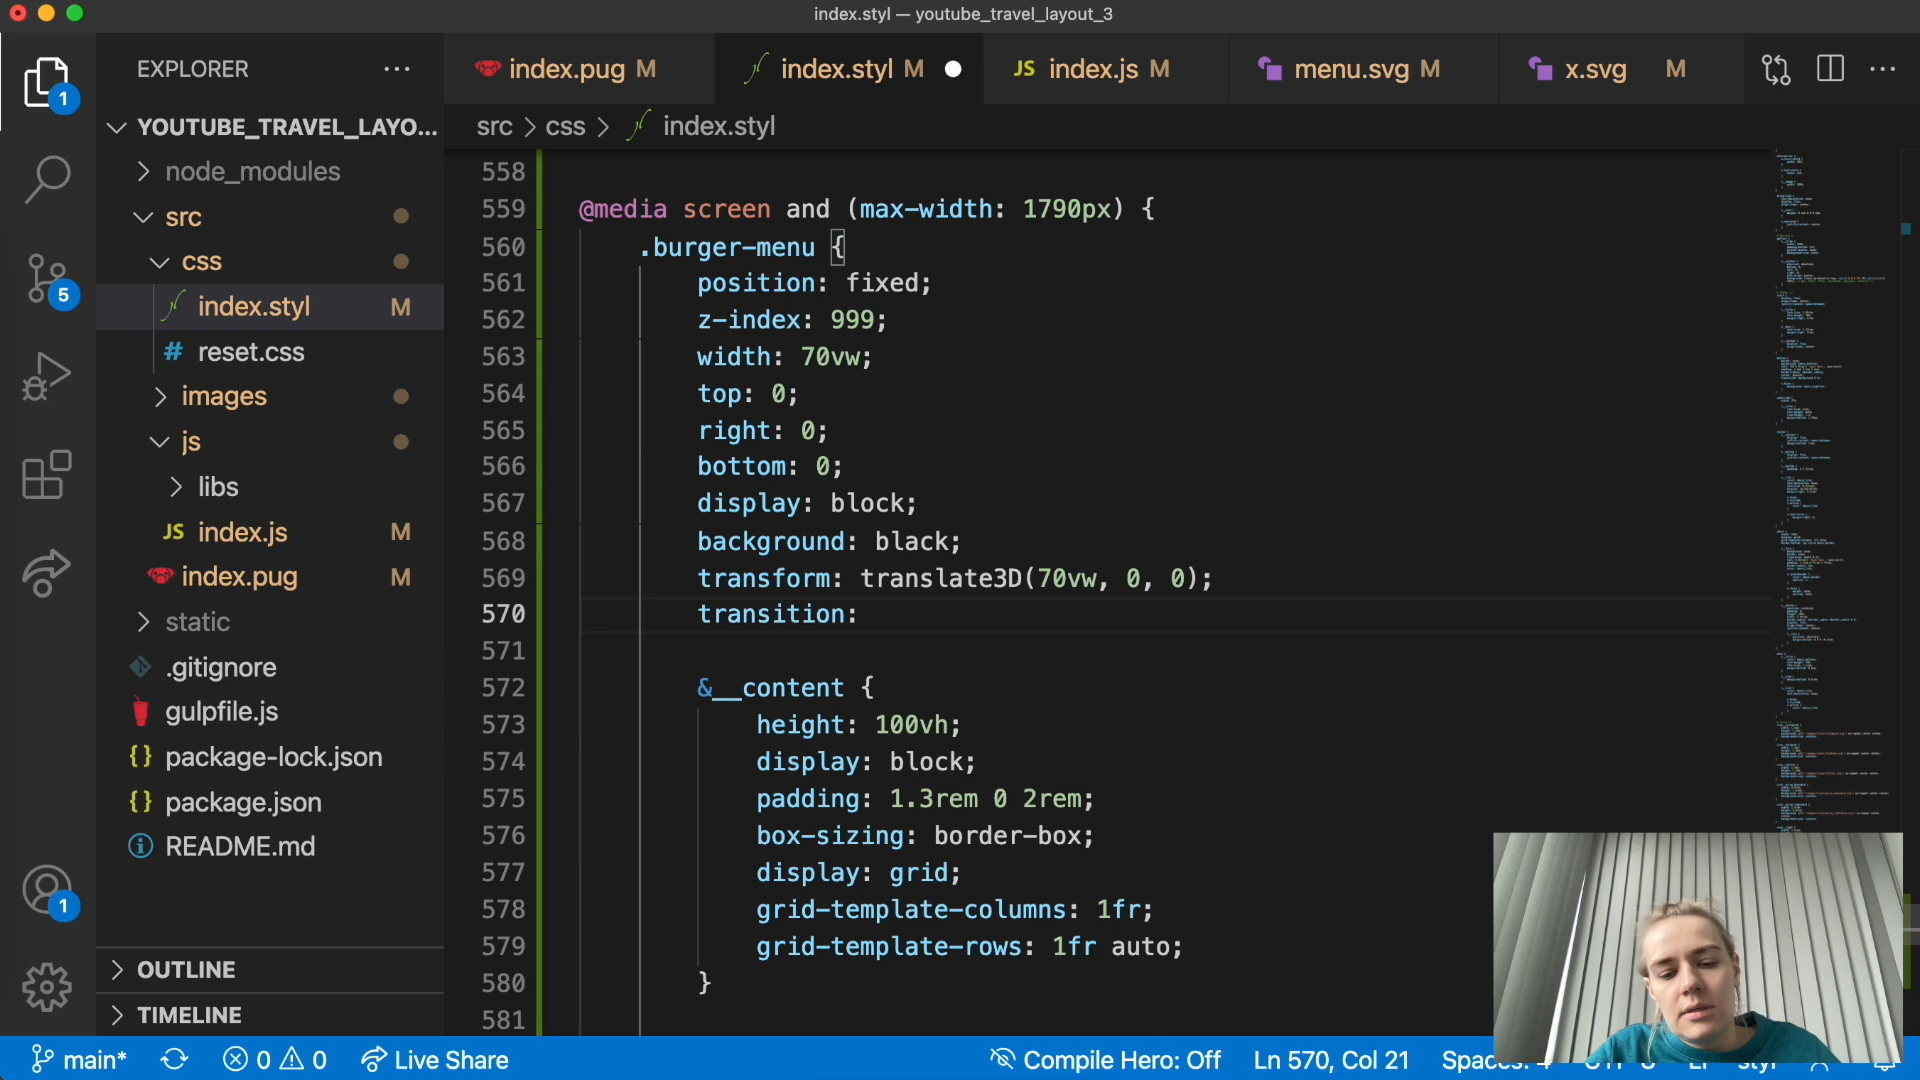 index.styl — youtube_travel_layout_3
EXPLORER
index.pug M
index.styl M
JS index.js M
menu.svg M
x.svg M
1
YOUTUBE_TRAVEL_LAYO...
src > css > index.styl
node_modules
src
css
index.styl M
# reset.css
images
js
libs
JS index.js M
index.pug M
static
.gitignore
gulpfile.js
{} package-lock.json
{} package.json
README.md
5
1
OUTLINE
TIMELINE
558
559 @media screen and (max-width: 1790px) {
560 .burger-menu {
561 position: fixed;
562 z-index: 999;
563 width: 70vw;
564 top: 0;
565 right: 0;
566 bottom: 0;
567 display: block;
568 background: black;
569 transform: translate3D(70vw, 0, 0);
570 transition:
571
572 &__content {
573 height: 100vh;
574 display: block;
575 padding: 1.3rem 0 2rem;
576 box-sizing: border-box;
577 display: grid;
578 grid-template-columns: 1fr;
579 grid-template-rows: 1fr auto;
580 }
581
main* 0 0 Live Share Compile Hero: Off Ln 570, Col 21